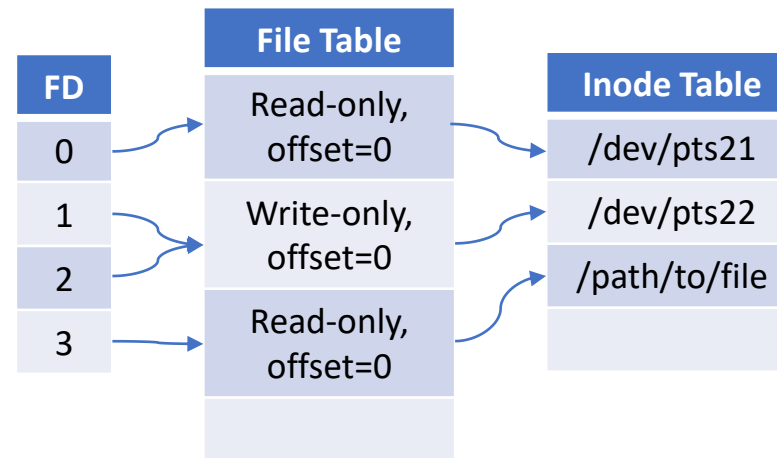 FD
0
1
2
3
File Table
Read-only,
offset=0
Write-only,
offset=0
Read-only,
offset=0
Inode Table
/dev/pts21
/dev/pts22
/path/to/file